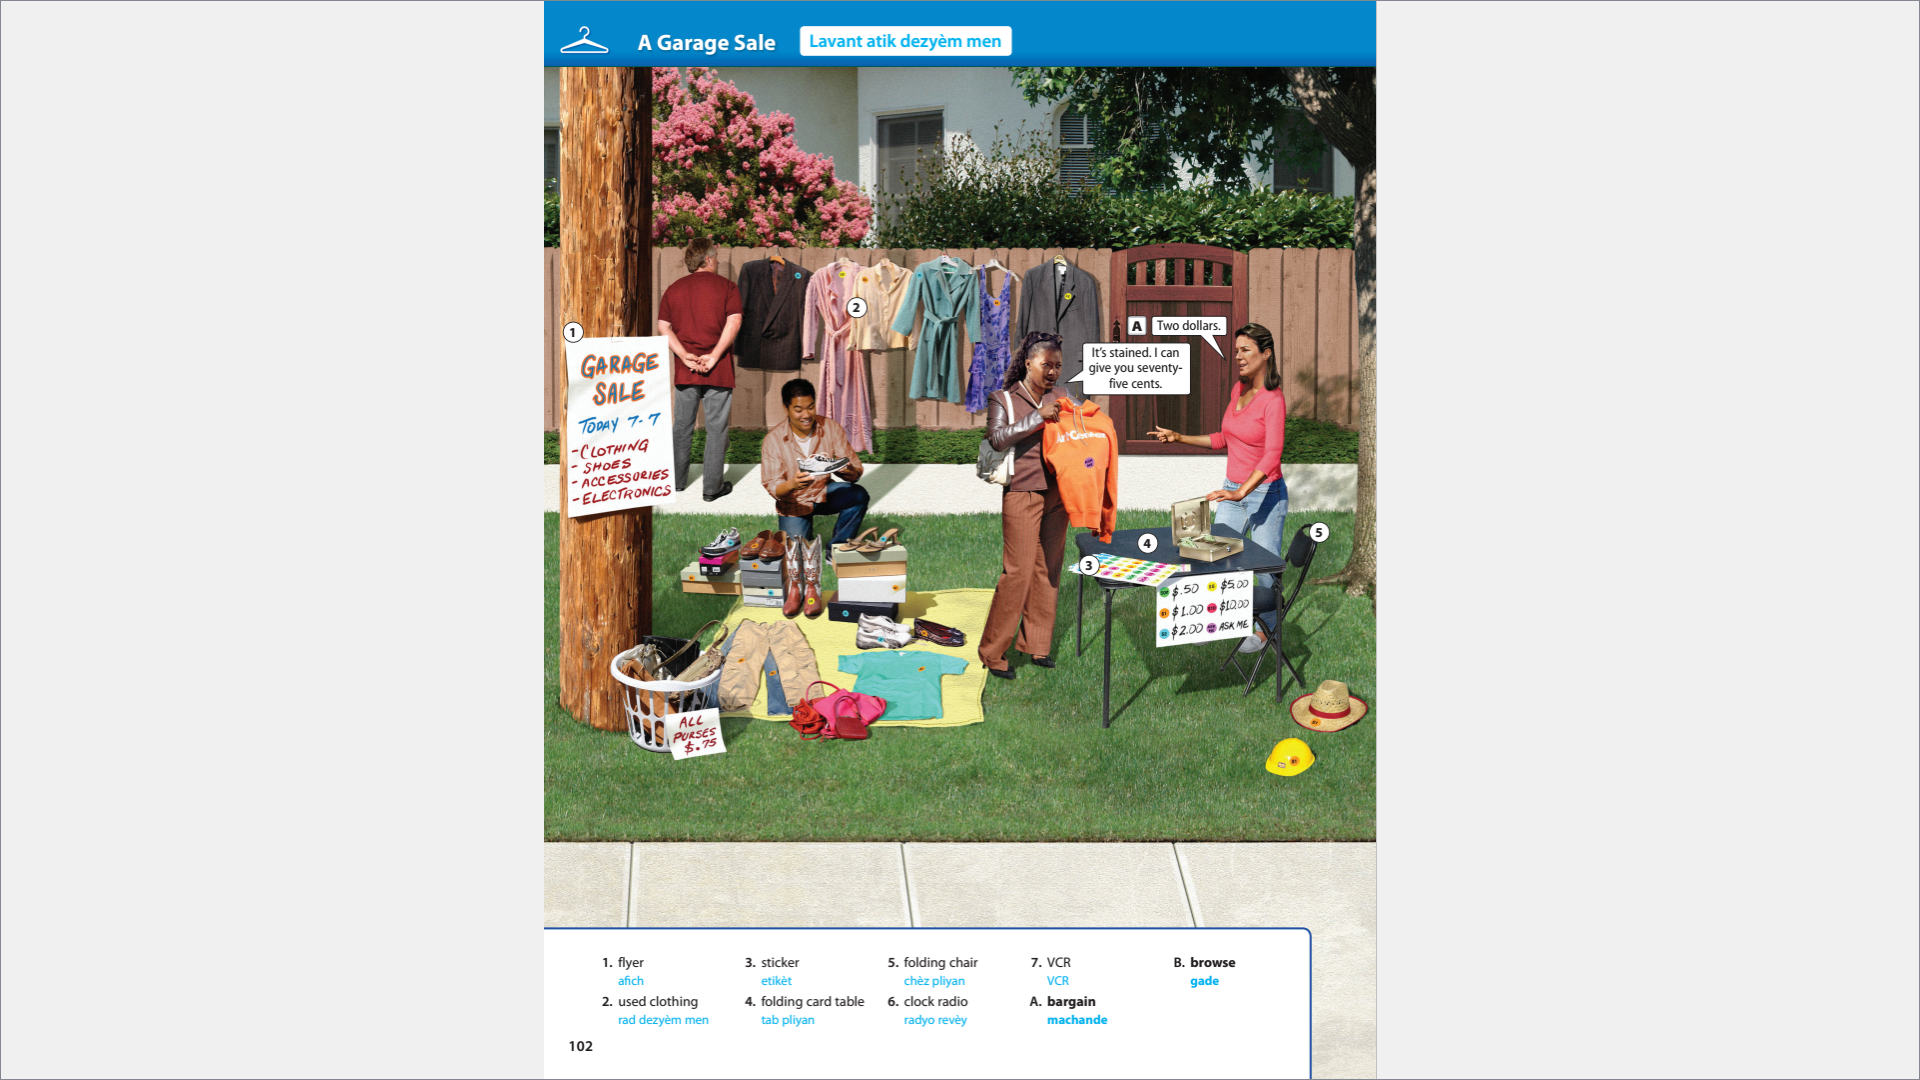 A Garage Sale
Lavant atik dezyèm men
1
GARAGE
SALE
TODAY 7-7
-CLOTHING
- SHOES
- ACCESSORIES
- ELECTRONICS
2
A
Two dollars.
It's stained. I can
give you seventy-
five cents.
5
4
3
$.50 $5.00
$1.00 $10.00
$2.00 ASK ME
ALL
PURSES
$.75
1. flyer
afich
2. used clothing
rad dezyèm men
3. sticker
etikèt
4. folding card table
tab pliyan
5. folding chair
chèz pliyan
6. clock radio
radyo revèy
7. VCR
VCR
A. bargain
machande
B. browse
gade
102